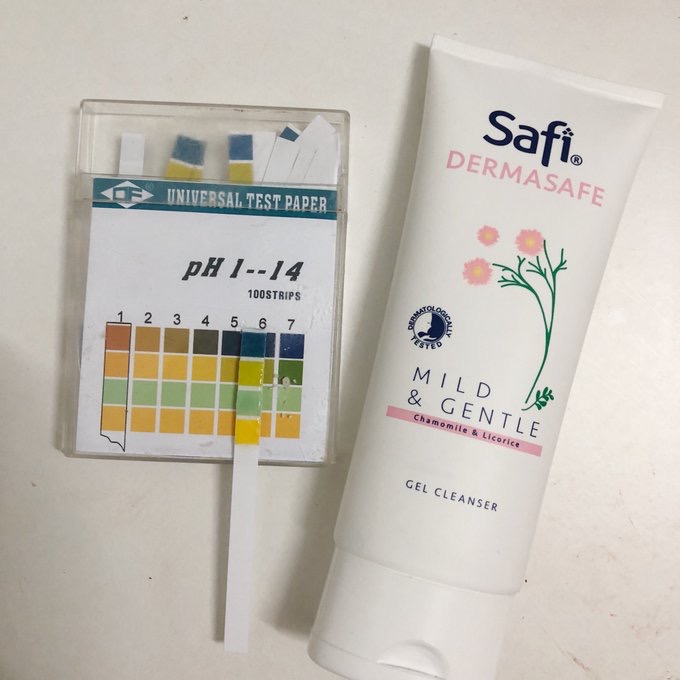 CF® UNIVERSAL TEST PAPER
pH 1--14
100STRIPS
1 2 3 4 5 6 7
Safi®
DERMASAFE
DERMATOLOGICALLY
TESTED
MILD
& GENTLE
Chamomile & Licorice
GEL CLEANSER